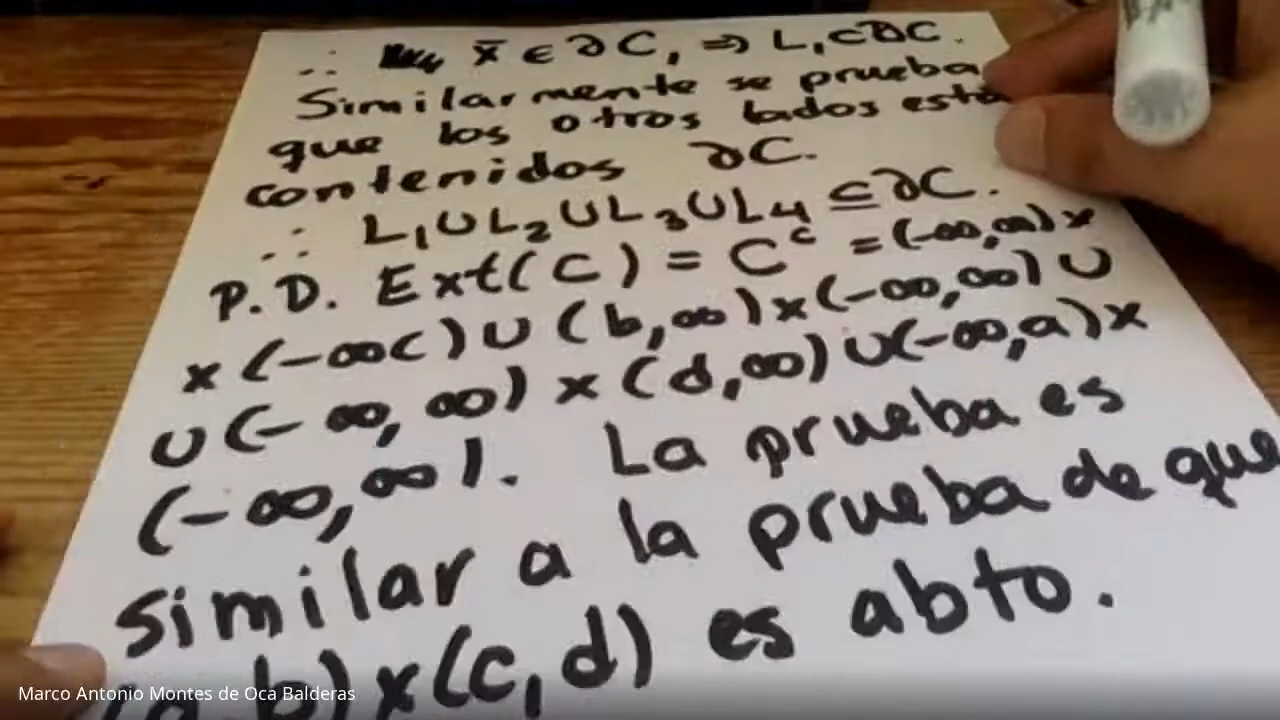 ∴ x̄ ∈ ∂C, ⇒ L₁⊂∂C.
Similarmente se prueba
que los otros lados está
contenidos ∂C.
∴ L₁∪L₂∪L₃∪L₄ ⊆ ∂C.
P.D. Ext(C) = Cᶜ = (-∞,∞)×
× (-∞c) ∪ (b,∞)×(-∞,∞) ∪
∪ (-∞,∞) × (d,∞) ∪(-∞,a)×
(-∞,∞). La prueba es
similar a la prueba de que
(a,b)×(c,d) es abto.
Marco Antonio Montes de Oca Balderas